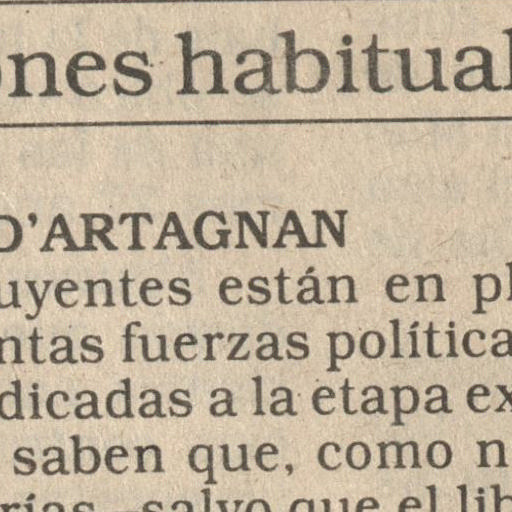 ones habitual
D'ARTAGNAN
uyentes están en pl
ntas fuerzas política
dicadas a la etapa ex
saben que, como n
rías —salvo que el lib